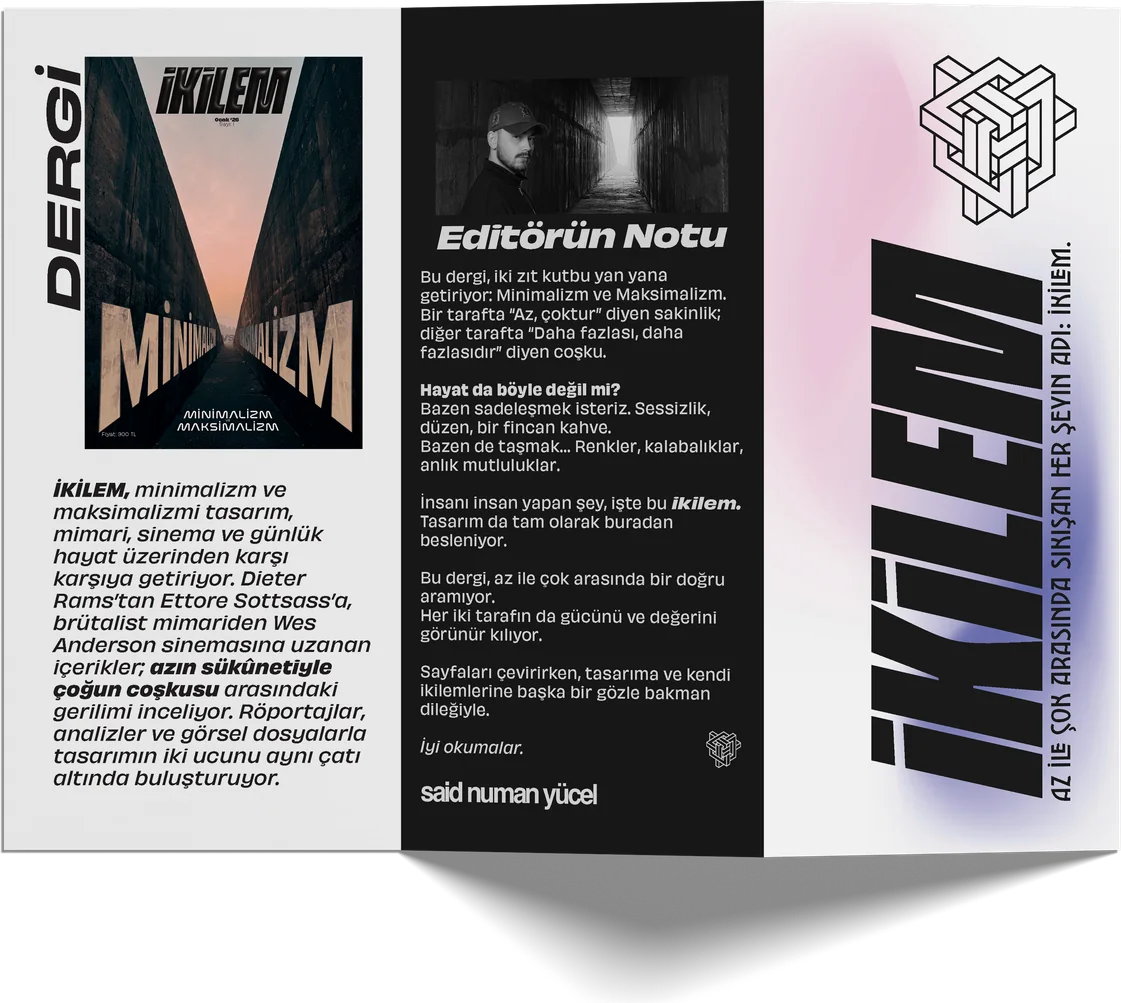 DERGİ
İKİLEM
Ocak '26
Sayı: 1
MİNİMALİZM
Fiyat: 300 TL
MİNİMALİZM
MAKSİMALİZM
İKİLEM, minimalizm ve
maksimalizmi tasarım,
mimari, sinema ve günlük
hayat üzerinden karşı
karşıya getiriyor. Dieter
Rams’tan Ettore Sottsass’a,
brütalist mimariden Wes
Anderson sinemasına uzanan
içerikler; azın sükûnetiyle
çoğun coşkusu arasındaki
gerilimi inceliyor. Röportajlar,
analizler ve görsel dosyalarla
tasarımın iki ucunu aynı çatı
altında buluşturuyor.
Editörün Notu
Bu dergi, iki zıt kutbu yan yana
getiriyor: Minimalizm ve Maksimalizm.
Bir tarafta “Az, çoktur” diyen sakinlik;
diğer tarafta “Daha fazlası, daha
fazlasıdır” diyen coşku.
Hayat da böyle değil mi?
Bazen sadeleşmek isteriz. Sessizlik,
düzen, bir fincan kahve.
Bazen de taşmak... Renkler, kalabalıklar,
anlık mutluluklar.
İnsanı insan yapan şey, işte bu ikilem.
Tasarım da tam olarak buradan
besleniyor.
Bu dergi, az ile çok arasında bir doğru
aramıyor.
Her iki tarafın da gücünü ve değerini
görünür kılıyor.
Sayfaları çevirirken, tasarıma ve kendi
ikilemlerine başka bir gözle bakman
dileğiyle.
İyi okumalar.
said numan yücel
İKİLEM
AZ İLE ÇOK ARASINDA SIKIŞAN HER ŞEYİN ADI: İKİLEM.